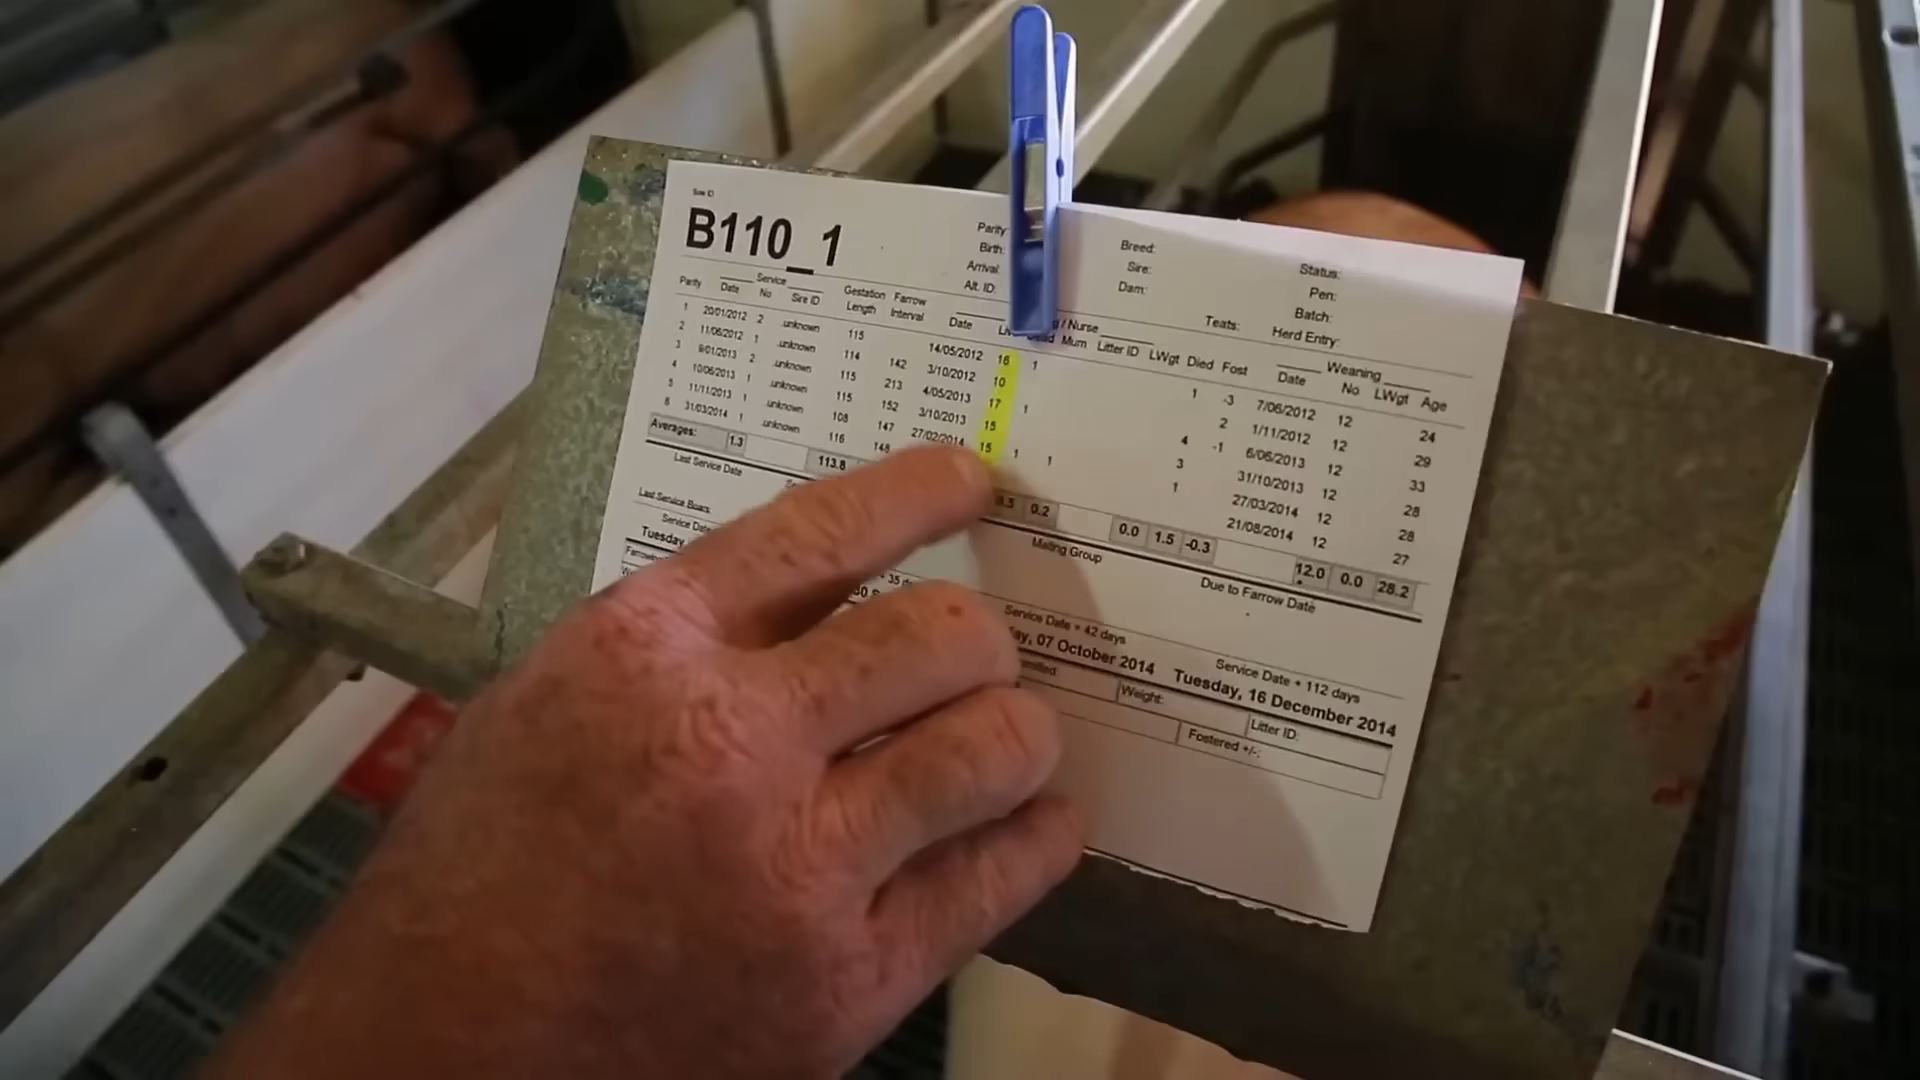 Sow ID
B110_1
Parity
Birth:
Arrival
Alt. ID:
Breed:
Sire:
Dam:
Teats:
Status:
Pen:
Batch:
Herd Entry:
Parity Service Date No Sire ID Gestation Length Farrow Interval Date / Nurse Mum Litter ID LWgt Died Fost Weaning Date No LWgt Age
1 20/01/2012 2 .unknown 115 14/05/2012 16 1 1 -3 7/06/2012 12 24
2 11/06/2012 1 .unknown 114 142 3/10/2012 10 2 1/11/2012 12 29
3 9/01/2013 2 .unknown 115 213 4/05/2013 17 1 4 -1 6/06/2013 12 33
4 10/06/2013 1 .unknown 115 152 3/10/2013 15 3 31/10/2013 12 28
5 11/11/2013 1 .unknown 108 147 27/02/2014 15 1 1 1 27/03/2014 12 28
6 31/03/2014 1 .unknown 116 148 21/08/2014 12 27
Averages: 1.3 113.8 0.2 0.0 1.5 -0.3 12.0 0.0 28.2
Last Service Date
Mating Group
Due to Farrow Date
Last Service Boars:
Service Date + 42 days
Service Date + 112 days
Tuesday,
07 October 2014
Tuesday, 16 December 2014
Weight:
Litter ID:
Fostered +/-: